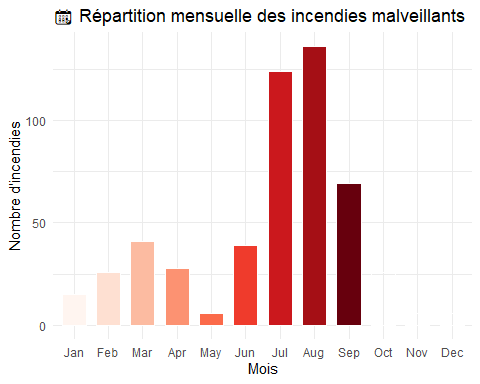 Répartition mensuelle des incendies malveillants
Nombre d'incendies
100
50
0
Jan Feb Mar Apr May Jun Jul Aug Sep Oct Nov Dec
Mois